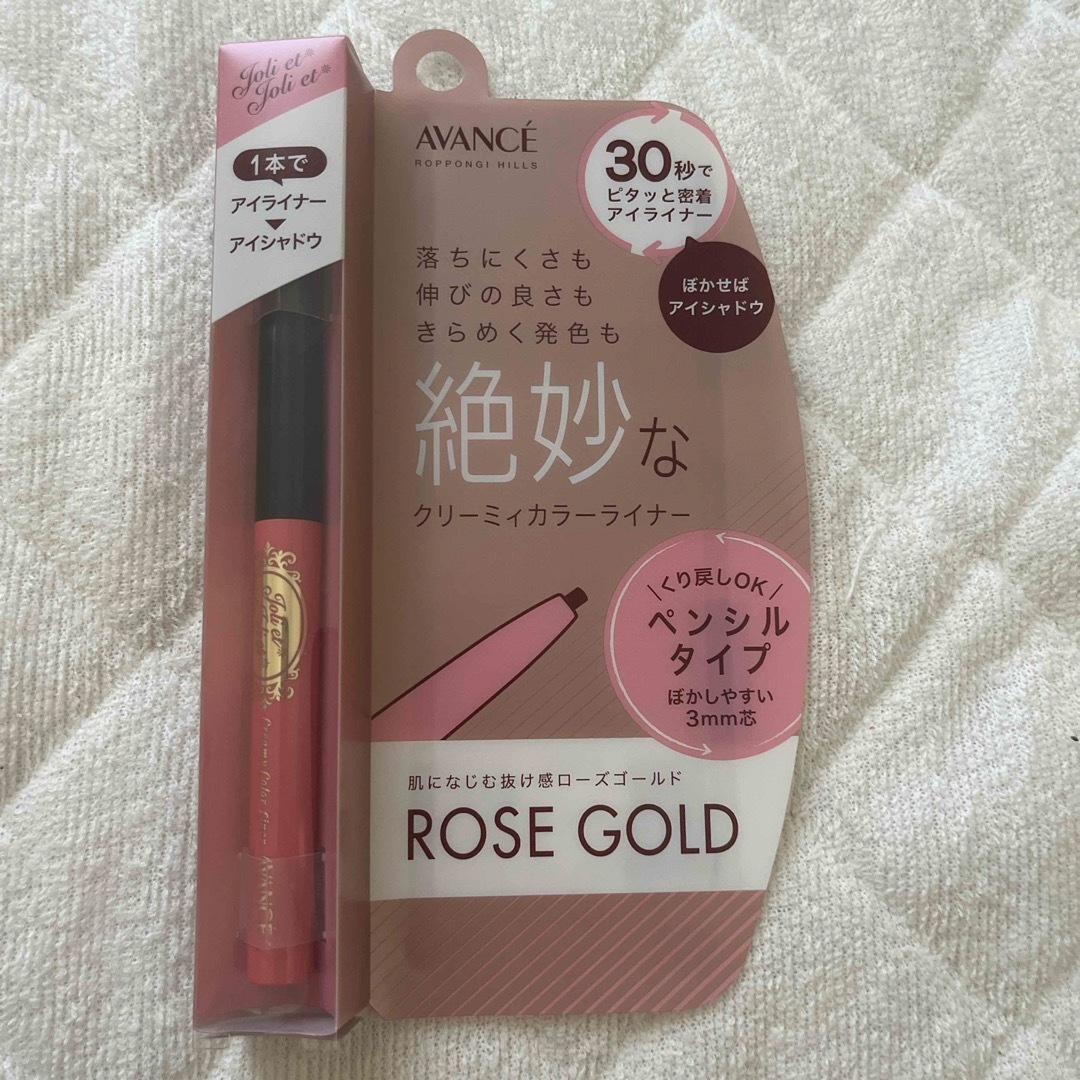 Joli et
Joli et
1本で
アイライナー
アイシャドウ
Joli et
Creamy Color Liner
AVANCÉ
AVANCÉ
ROPPONGI HILLS
30秒で
ピタッと密着
アイライナー
ぼかせば
アイシャドウ
落ちにくさも
伸びの良さも
きらめく発色も
絶妙な
クリーミィカラーライナー
\くり戻しOK/
ペンシル
タイプ
ぼかしやすい
3mm芯
肌になじむ抜け感ローズゴールド
ROSE GOLD